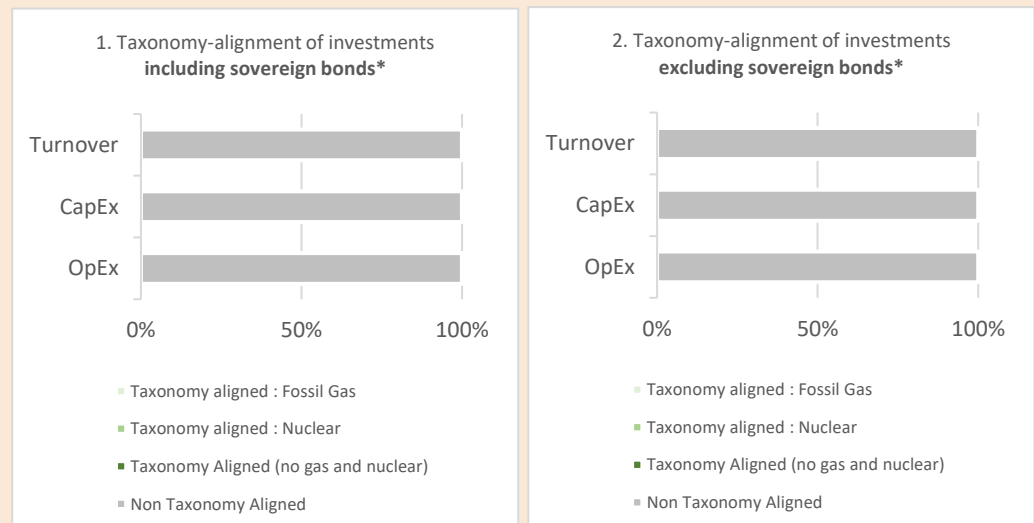 1. Taxonomy-alignment of investments
including sovereign bonds*
Turnover
CapEx
OpEx
0% 50% 100%
Taxonomy aligned : Fossil Gas
Taxonomy aligned : Nuclear
Taxonomy Aligned (no gas and nuclear)
Non Taxonomy Aligned
2. Taxonomy-alignment of investments
excluding sovereign bonds*
Turnover
CapEx
OpEx
0% 50% 100%
Taxonomy aligned : Fossil Gas
Taxonomy aligned : Nuclear
Taxonomy Aligned (no gas and nuclear)
Non Taxonomy Aligned